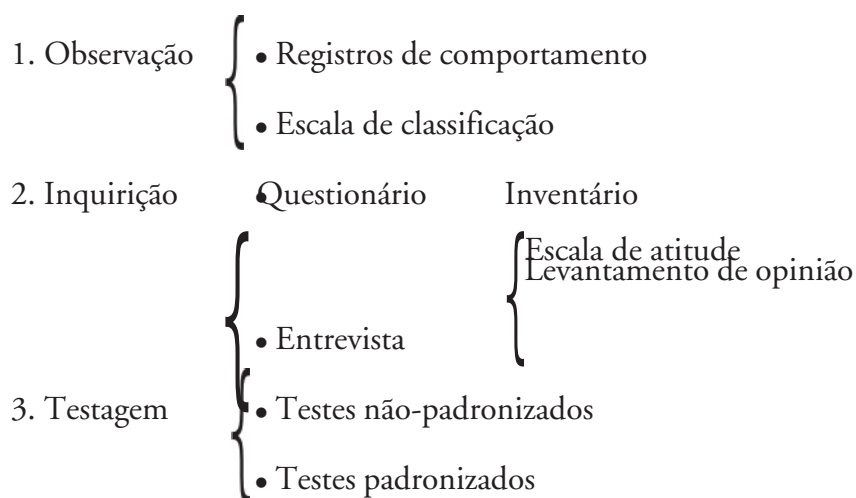 1. Observação • Registros de comportamento
• Escala de classificação
2. Inquirição • Questionário Inventário
Escala de atitude
Levantamento de opinião
• Entrevista
3. Testagem • Testes não-padronizados
• Testes padronizados